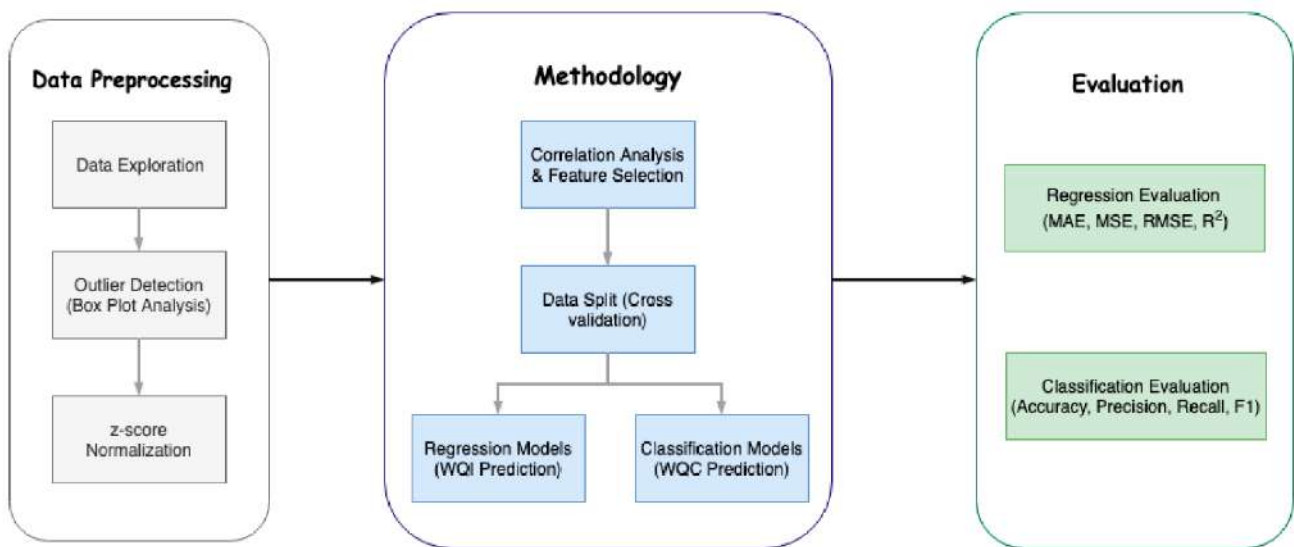 Data Preprocessing
Data Exploration
Outlier Detection
(Box Plot Analysis)
z-score
Normalization
Methodology
Correlation Analysis
& Feature Selection
Data Split (Cross
validation)
Regression Models
(WQI Prediction)
Classification Models
(WQC Prediction)
Evaluation
Regression Evaluation
(MAE, MSE, RMSE, R²)
Classification Evaluation
(Accuracy, Precision, Recall, F1)